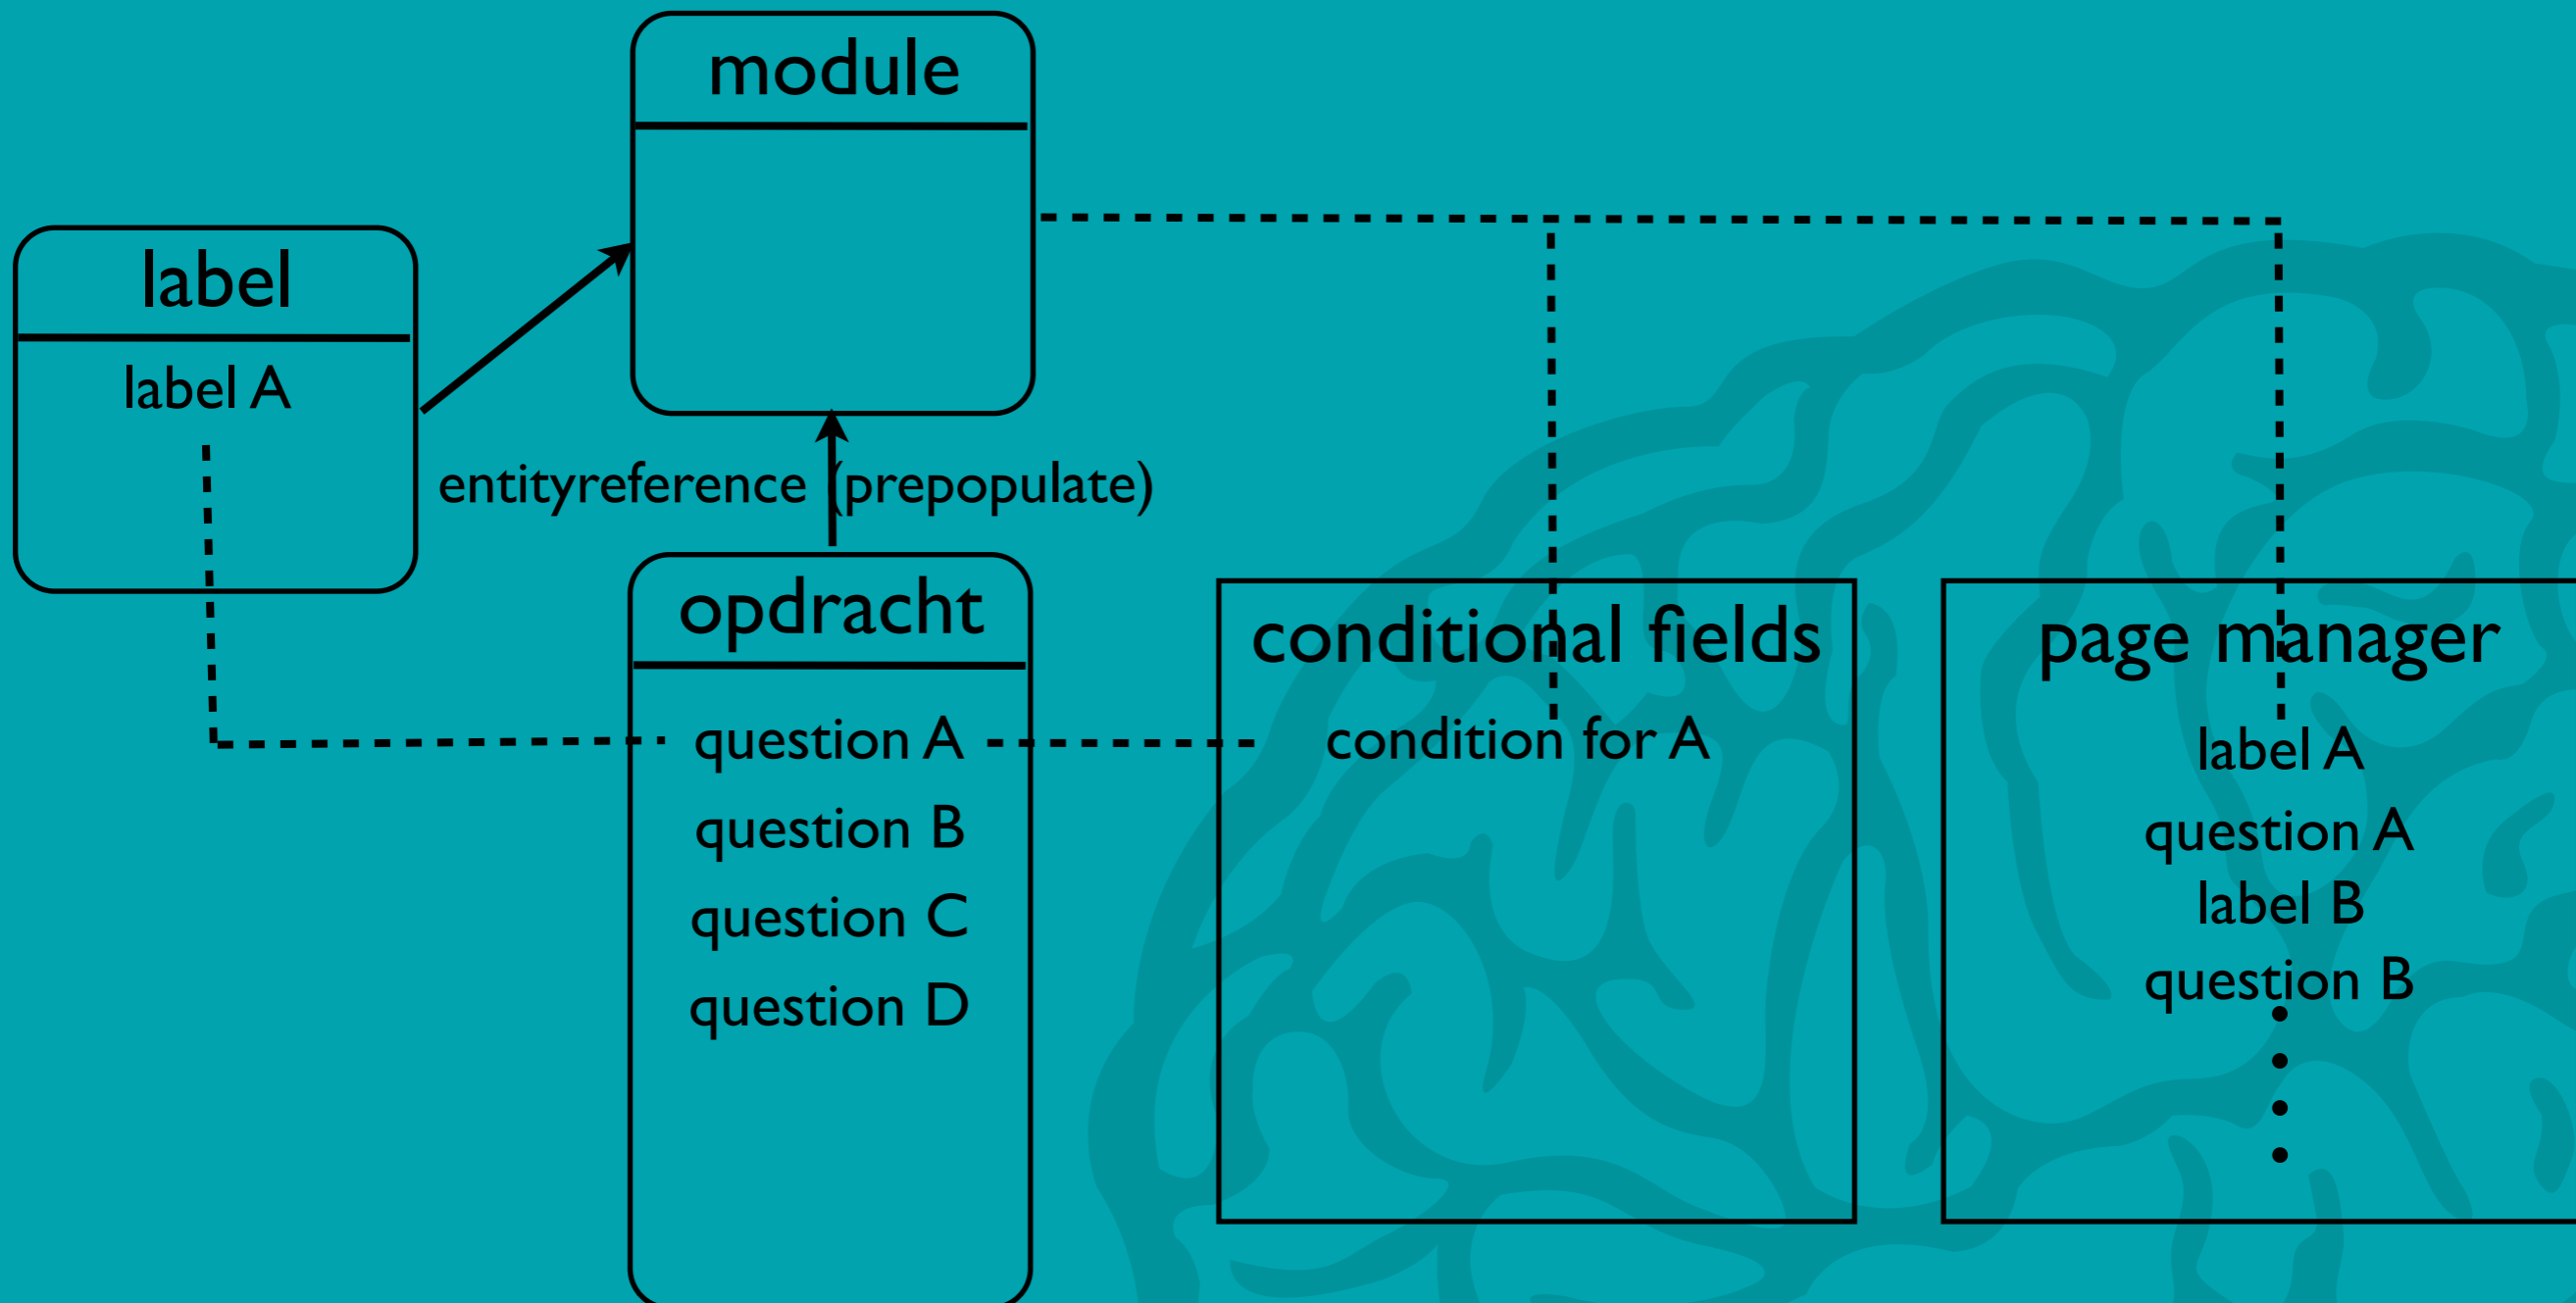 module
label
label A
entityreference (prepopulate)
opdracht
question A
question B
question C
question D
conditional fields
condition for A
page manager
label A
question A
label B
question B